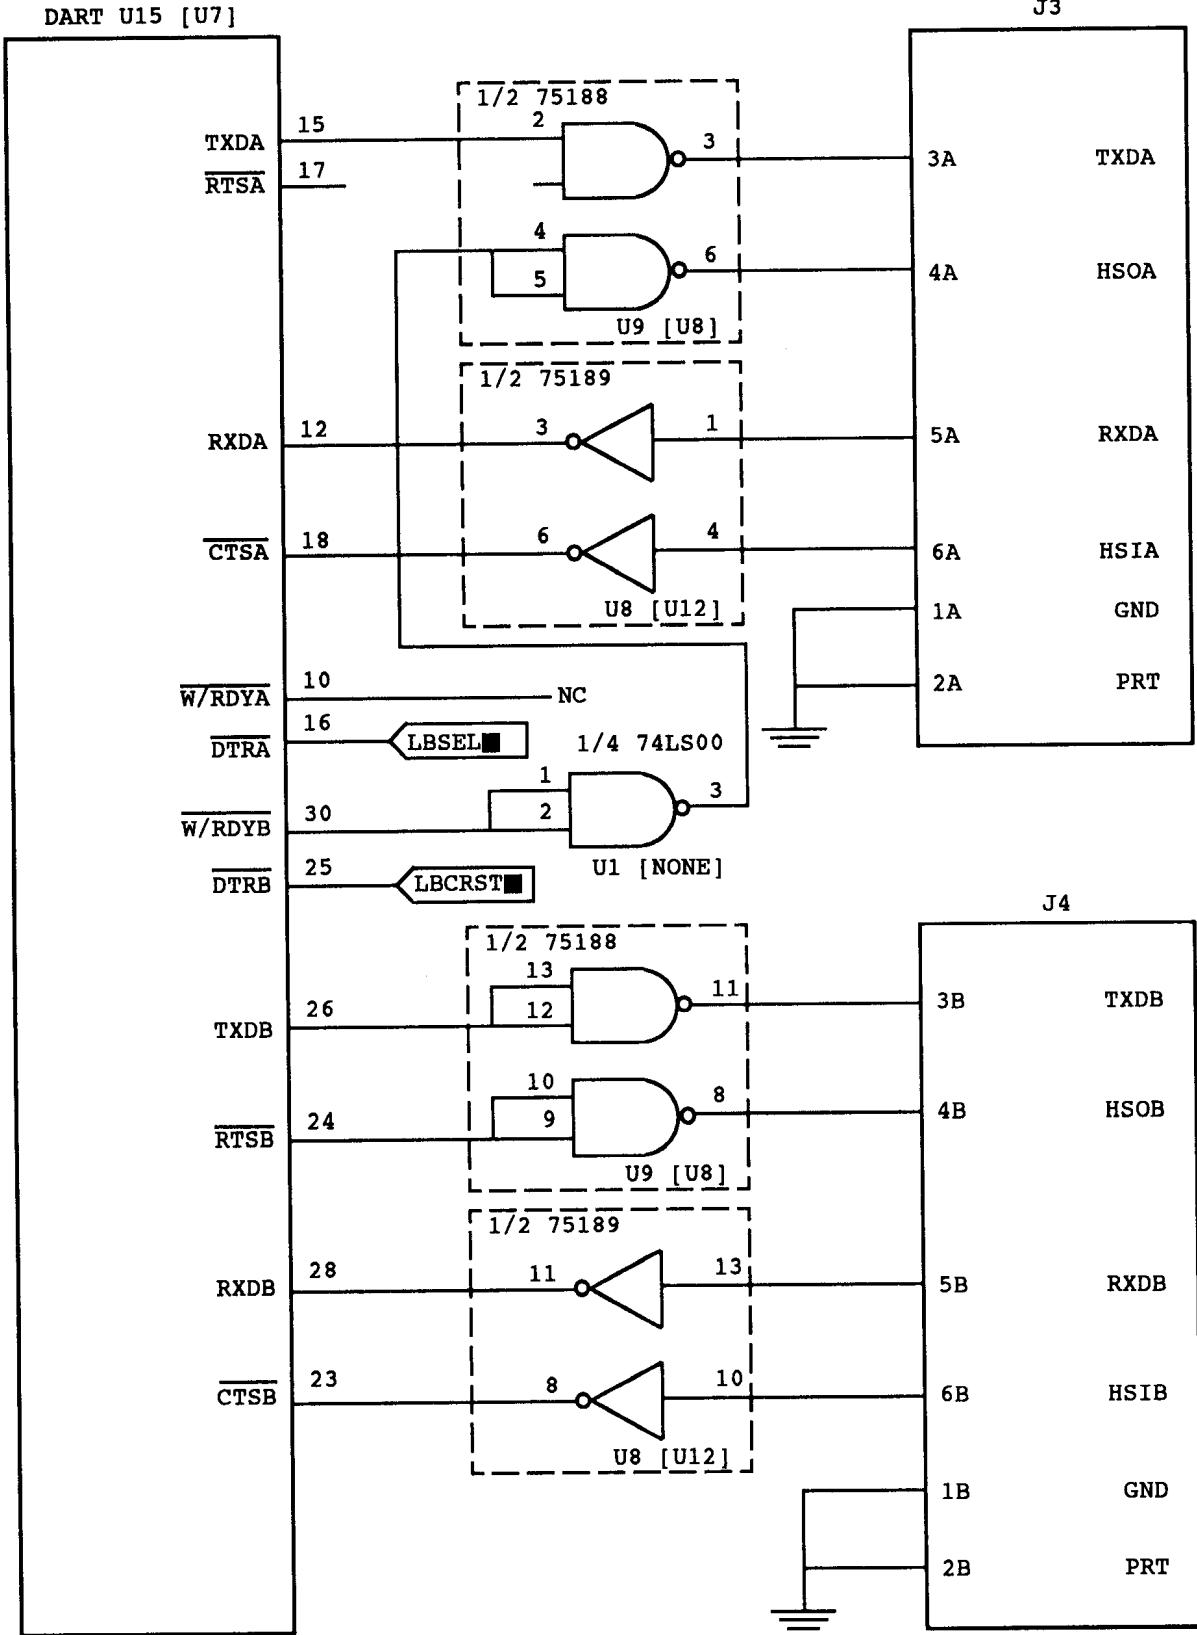 DART U15 [U7]
J3
1/2 75188
TXDA 15 2 3 3A TXDA
RTSA 17
4 6 4A HSOA
5
U9 [U8]
1/2 75189
RXDA 12 3 1 5A RXDA
CTSA 18 6 4 6A HSIA
U8 [U12]
1A GND
W/RDYA 10 NC 2A PRT
DTRA 16 LBSEL■ 1/4 74LS00
1 3
W/RDYB 30 2
U1 [NONE]
DTRB 25 LBCRST■
J4
1/2 75188
13 11 3B TXDB
TXDB 26 12
10 8 4B HSOB
RTSB 24 9
U9 [U8]
1/2 75189
RXDB 28 11 13 5B RXDB
CTSB 23 8 10 6B HSIB
U8 [U12]
1B GND
2B PRT